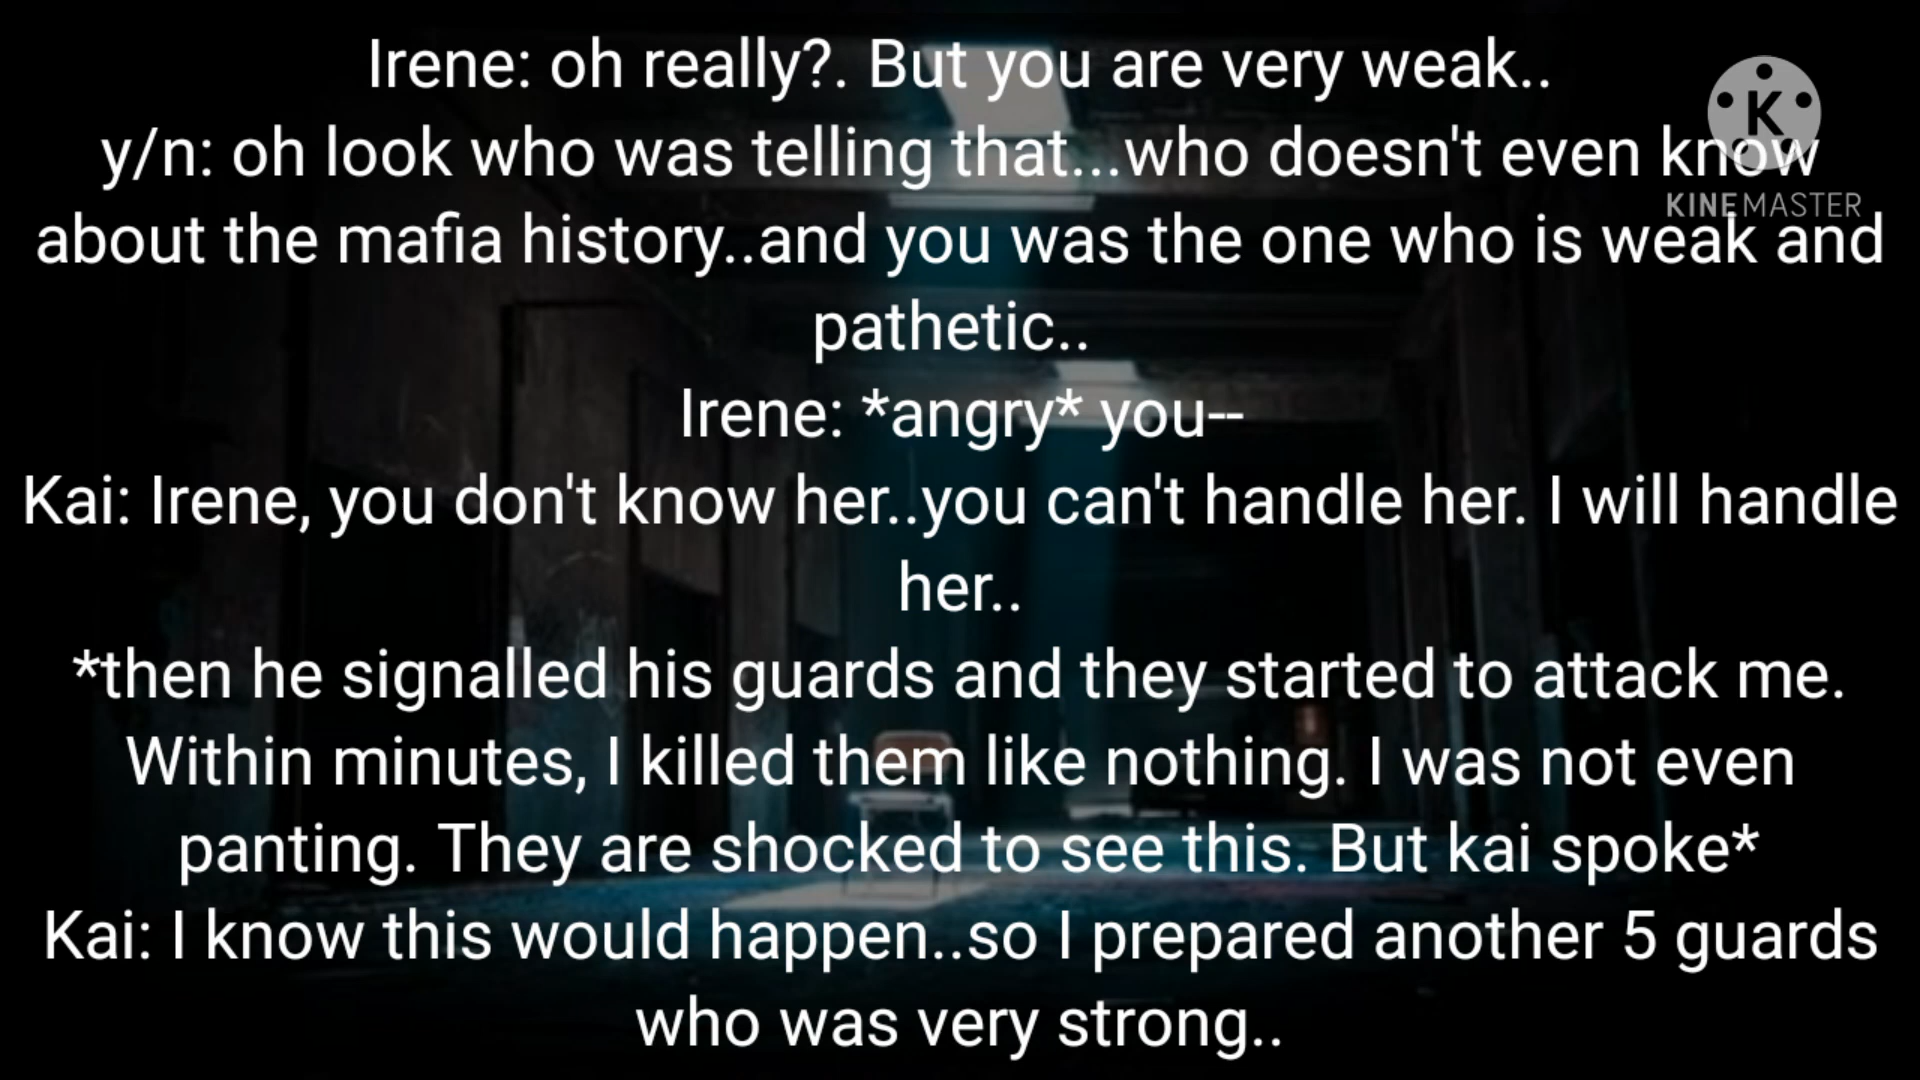 Irene: oh really?. But you are very weak..
y/n: oh look who was telling that...who doesn't even know
about the mafia history..and you was the one who is weak and
pathetic..
Irene: *angry* you--
Kai: Irene, you don't know her..you can't handle her. I will handle
her..
*then he signalled his guards and they started to attack me.
Within minutes, I killed them like nothing. I was not even
panting. They are shocked to see this. But kai spoke*
Kai: I know this would happen..so I prepared another 5 guards
who was very strong..
K
KINEMASTER